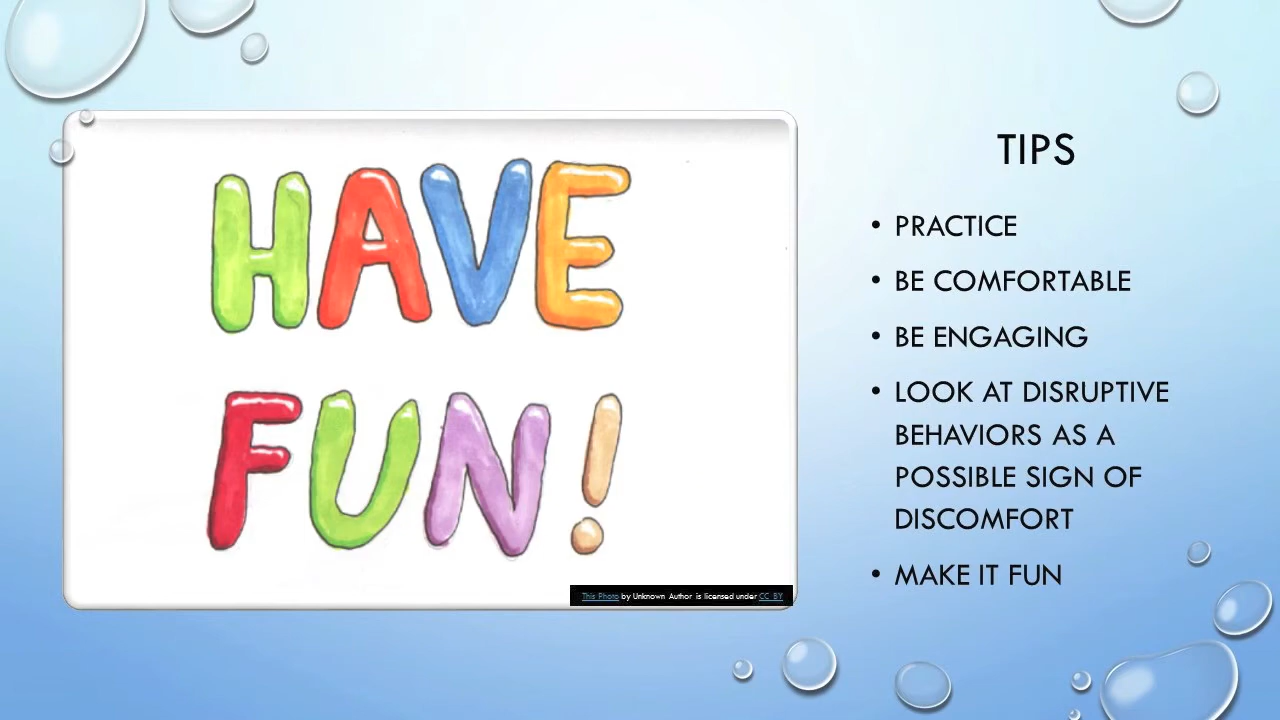 HAVE
FUN!
This Photo by Unknown Author is licensed under CC BY
TIPS
• PRACTICE
• BE COMFORTABLE
• BE ENGAGING
• LOOK AT DISRUPTIVE
BEHAVIORS AS A
POSSIBLE SIGN OF
DISCOMFORT
• MAKE IT FUN